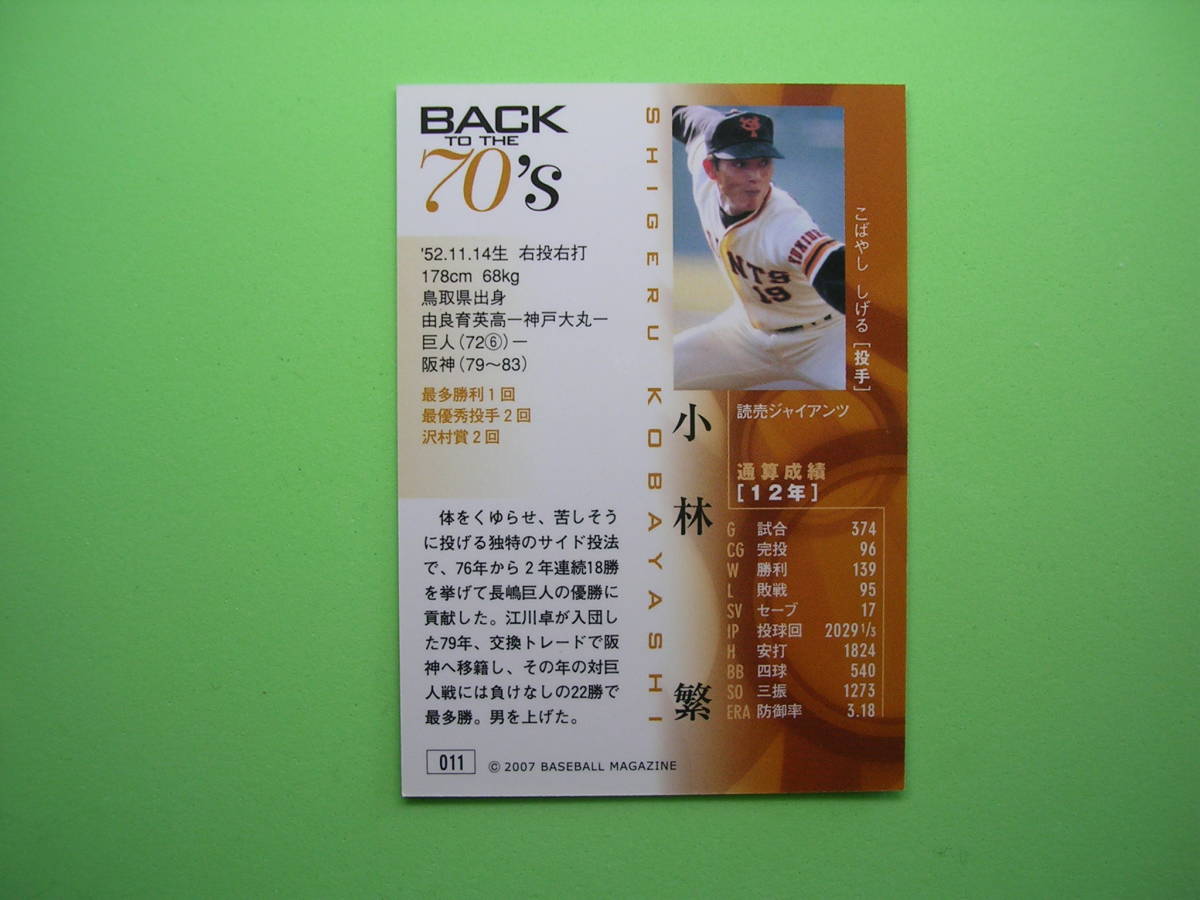 BACK
TO THE
70's
'52.11.14生 右投右打
178cm 68kg
鳥取県出身
由良育英高ー神戸大丸ー
巨人(72⑥)ー
阪神(79〜83)
最多勝利1回
最優秀投手2回
沢村賞2回
体をくゆらせ、苦しそう
に投げる独特のサイド投法
で、76年から2年連続18勝
を挙げて長嶋巨人の優勝に
貢献した。江川卓が入団し
た79年、交換トレードで阪
神へ移籍し、その年の対巨
人戦には負けなしの22勝で
最多勝。男を上げた。
011
© 2007 BASEBALL MAGAZINE
SHIGERU KOBAYASHI
NTS
19
小林 繁
こばやし しげる [投手]
読売ジャイアンツ
通算成績
[12年]
G 試合 374
CG 完投 96
W 勝利 139
L 敗戦 95
SV セーブ 17
IP 投球回 2029 1/3
H 安打 1824
BB 四球 540
SO 三振 1273
ERA 防御率 3.18